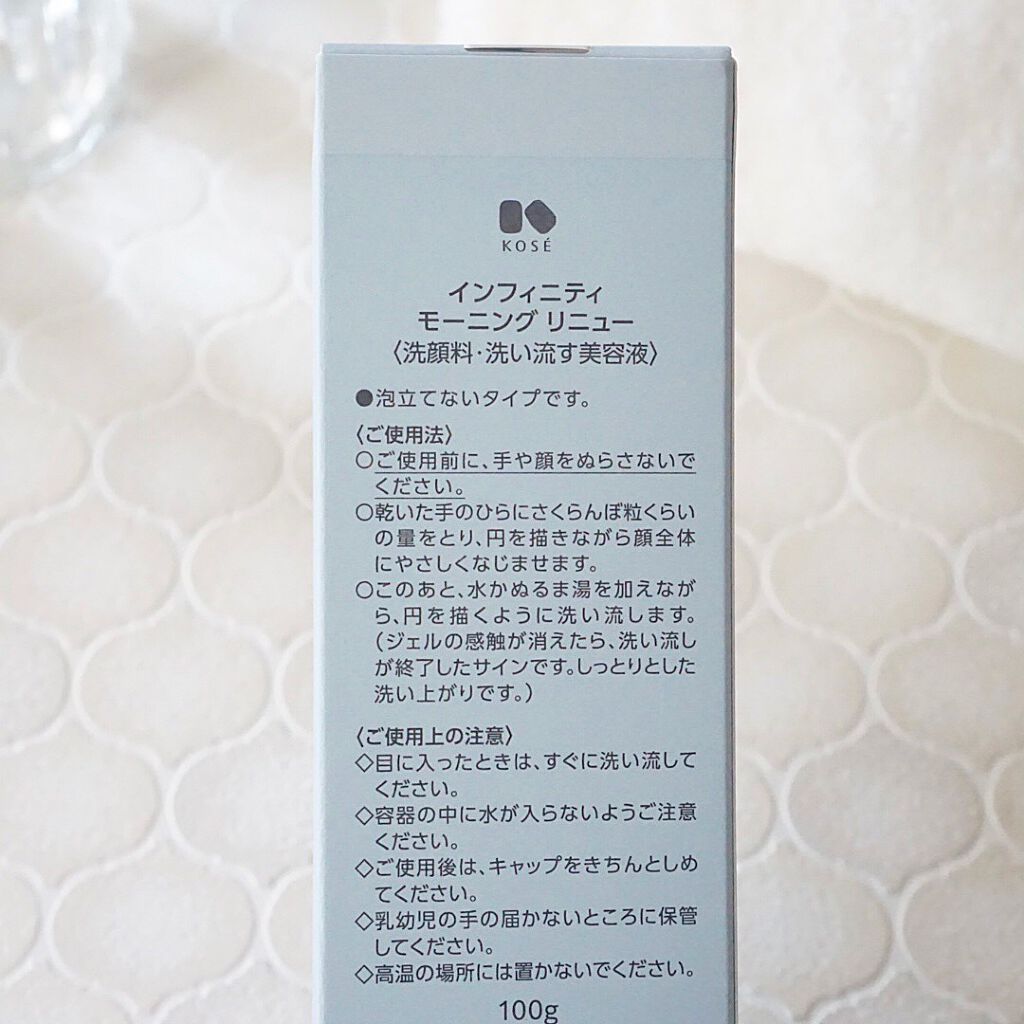 KOSÉ
インフィニティ
モーニング リニュー
〈洗顔料・洗い流す美容液〉
●泡立てないタイプです。
〈ご使用法〉
○ご使用前に、手や顔をぬらさないで
ください。
○乾いた手のひらにさくらんぼ粒くらい
の量をとり、円を描きながら顔全体
にやさしくなじませます。
○このあと、水かぬるま湯を加えなが
ら、円を描くように洗い流します。
(ジェルの感触が消えたら、洗い流し
が終了したサインです。しっとりとした
洗い上がりです。)
〈ご使用上の注意〉
◇目に入ったときは、すぐに洗い流して
ください。
◇容器の中に水が入らないようご注意
ください。
◇ご使用後は、キャップをきちんとしめ
てください。
◇乳幼児の手の届かないところに保管
してください。
◇高温の場所には置かないでください。
100g